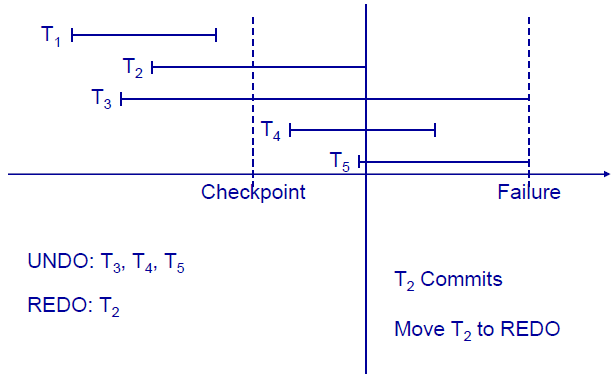 T₁
T₂
T₃
T₄
T₅
Checkpoint Failure
UNDO: T₃, T₄, T₅
REDO: T₂
T₂ Commits
Move T₂ to REDO